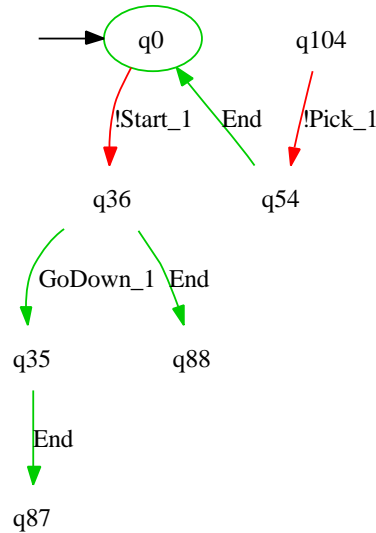 q0
q104
!Start_1
End
!Pick_1
q36
q54
GoDown_1
End
q35
q88
End
q87